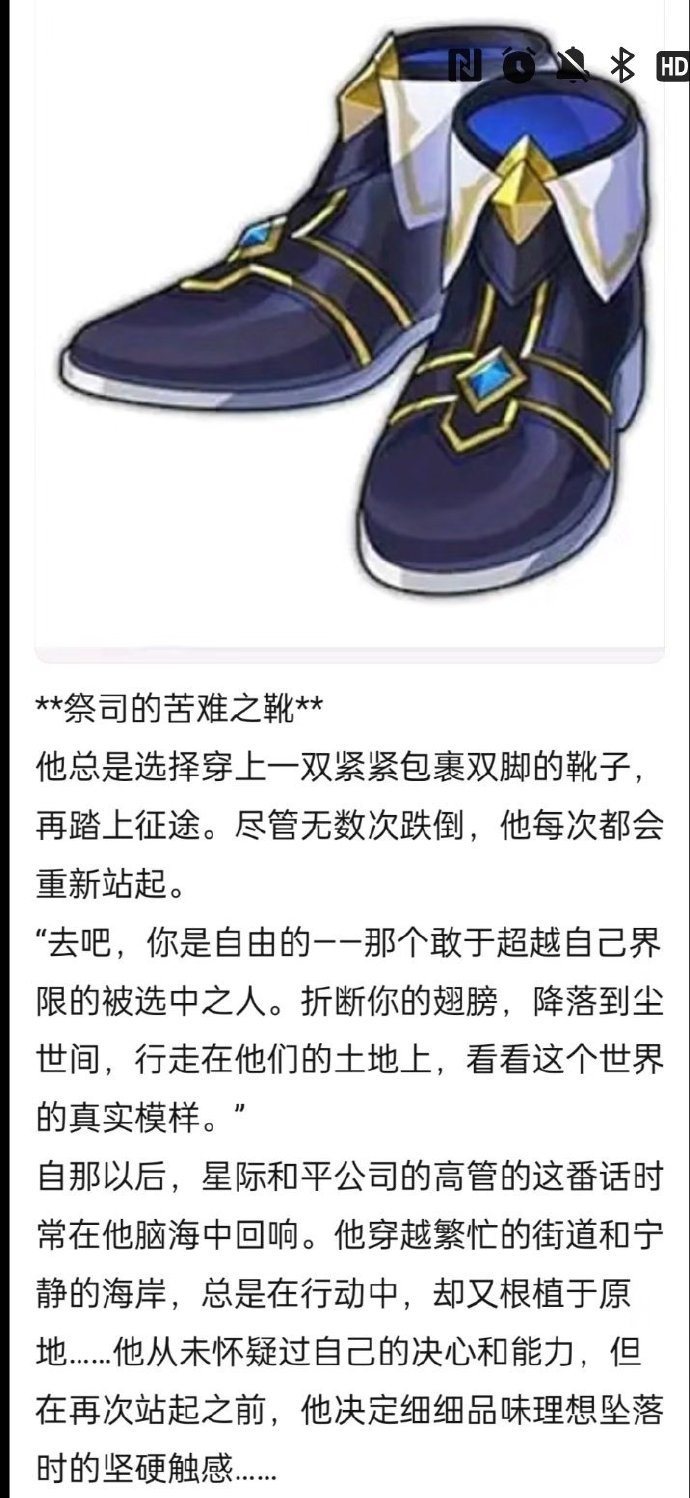 HD
**祭司的苦难之靴**
他总是选择穿上一双紧紧包裹双脚的靴子，
再踏上征途。尽管无数次跌倒，他每次都会
重新站起。
“去吧，你是自由的——那个敢于超越自己界
限的被选中之人。折断你的翅膀，降落到尘
世间，行走在他们的土地上，看看这个世界
的真实模样。”
自那以后，星际和平公司的高管的这番话时
常在他脑海中回响。他穿越繁忙的街道和宁
静的海岸，总是在行动中，却又根植于原
地……他从未怀疑过自己的决心和能力，但
在再次站起之前，他决定细细品味理想坠落
时的坚硬触感……